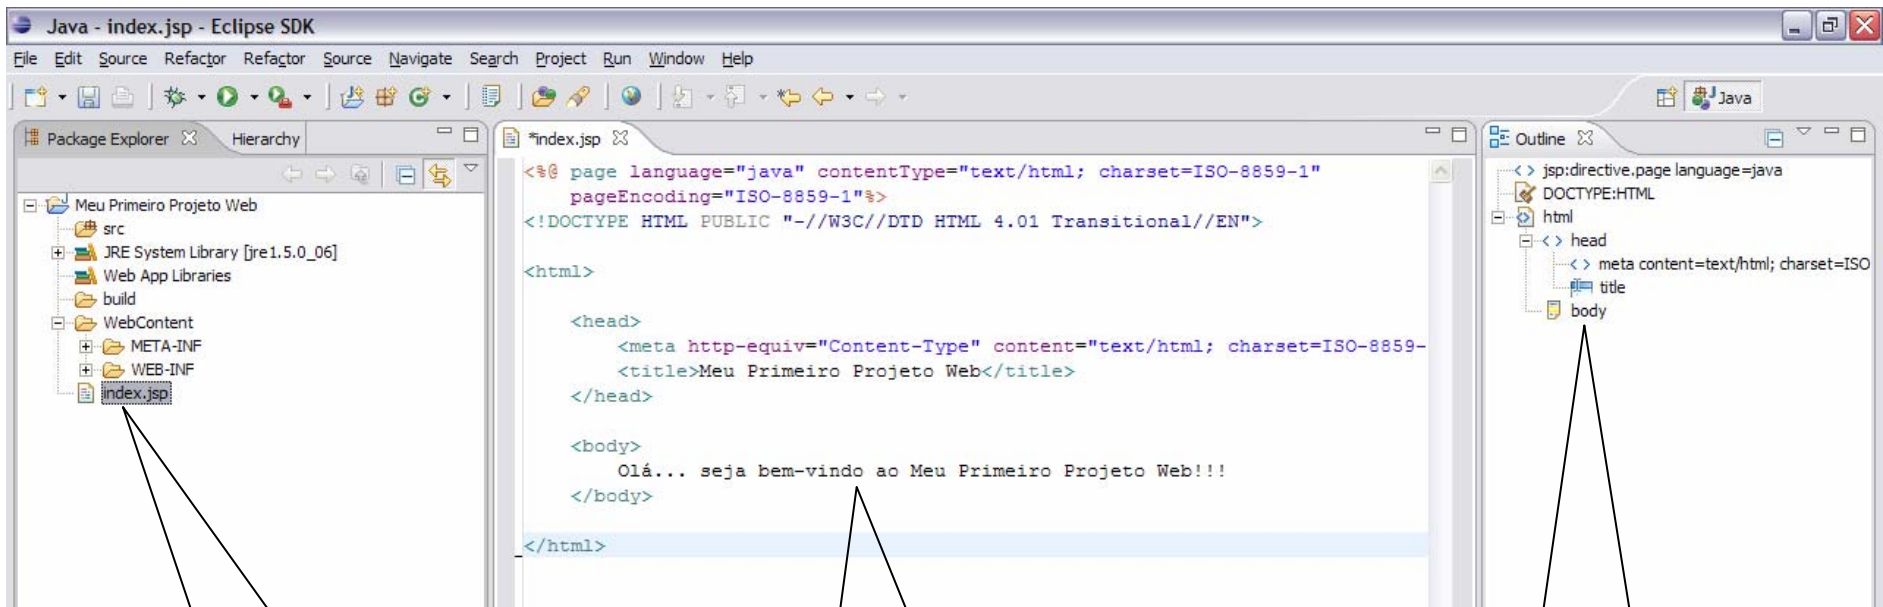 Java - index.jsp - Eclipse SDK
File Edit Source Refactor Refactor Source Navigate Search Project Run Window Help
Java
Package Explorer
Hierarchy
Meu Primeiro Projeto Web
src
JRE System Library [jre1.5.0_06]
Web App Libraries
build
WebContent
META-INF
WEB-INF
index.jsp
*index.jsp
<%@ page language="java" contentType="text/html; charset=ISO-8859-1"
pageEncoding="ISO-8859-1"%>
<!DOCTYPE HTML PUBLIC "-//W3C//DTD HTML 4.01 Transitional//EN">
<html>
<head>
<meta http-equiv="Content-Type" content="text/html; charset=ISO-8859-
<title>Meu Primeiro Projeto Web</title>
</head>
<body>
Olá... seja bem-vindo ao Meu Primeiro Projeto Web!!!
</body>
</html>
Outline
jsp:directive.page language=java
DOCTYPE:HTML
html
head
meta content=text/html; charset=ISO
title
body